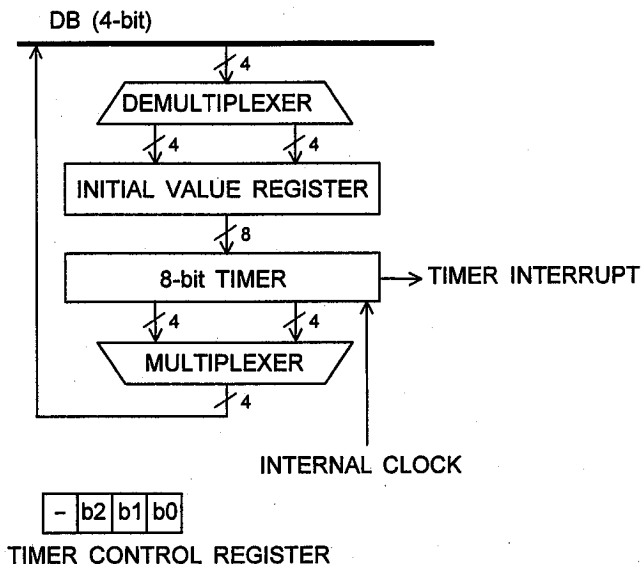 DB (4-bit)
4
DEMULTIPLEXER
4 4
INITIAL VALUE REGISTER
8
8-bit TIMER
TIMER INTERRUPT
4 4
MULTIPLEXER
4
INTERNAL CLOCK
– b2 b1 b0
TIMER CONTROL REGISTER